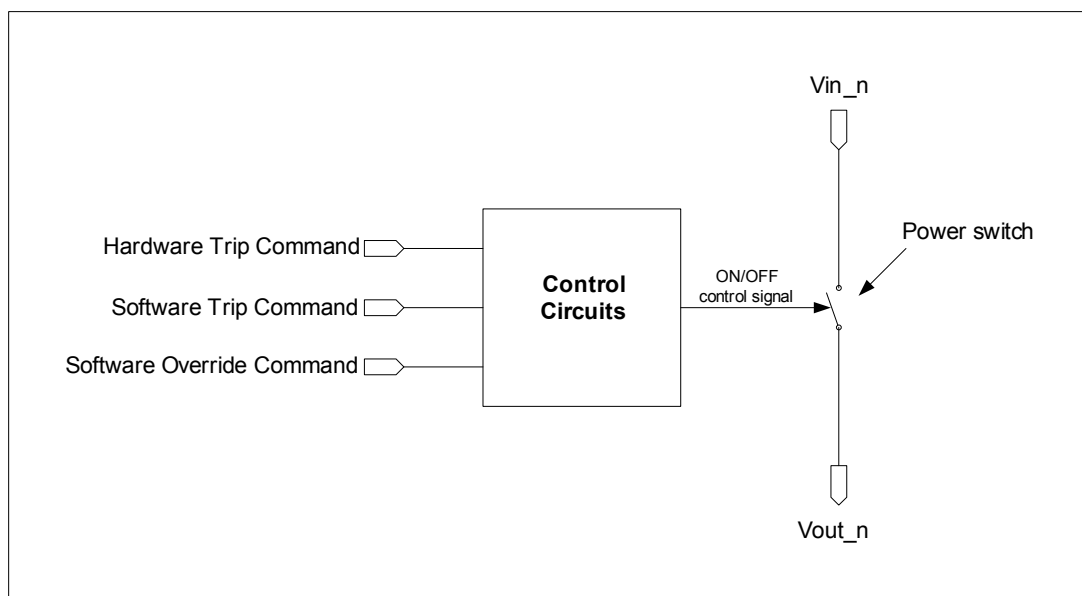 Vin_n
Power switch
Hardware Trip Command
Software Trip Command
Software Override Command
Control
Circuits
ON/OFF
control signal
Vout_n